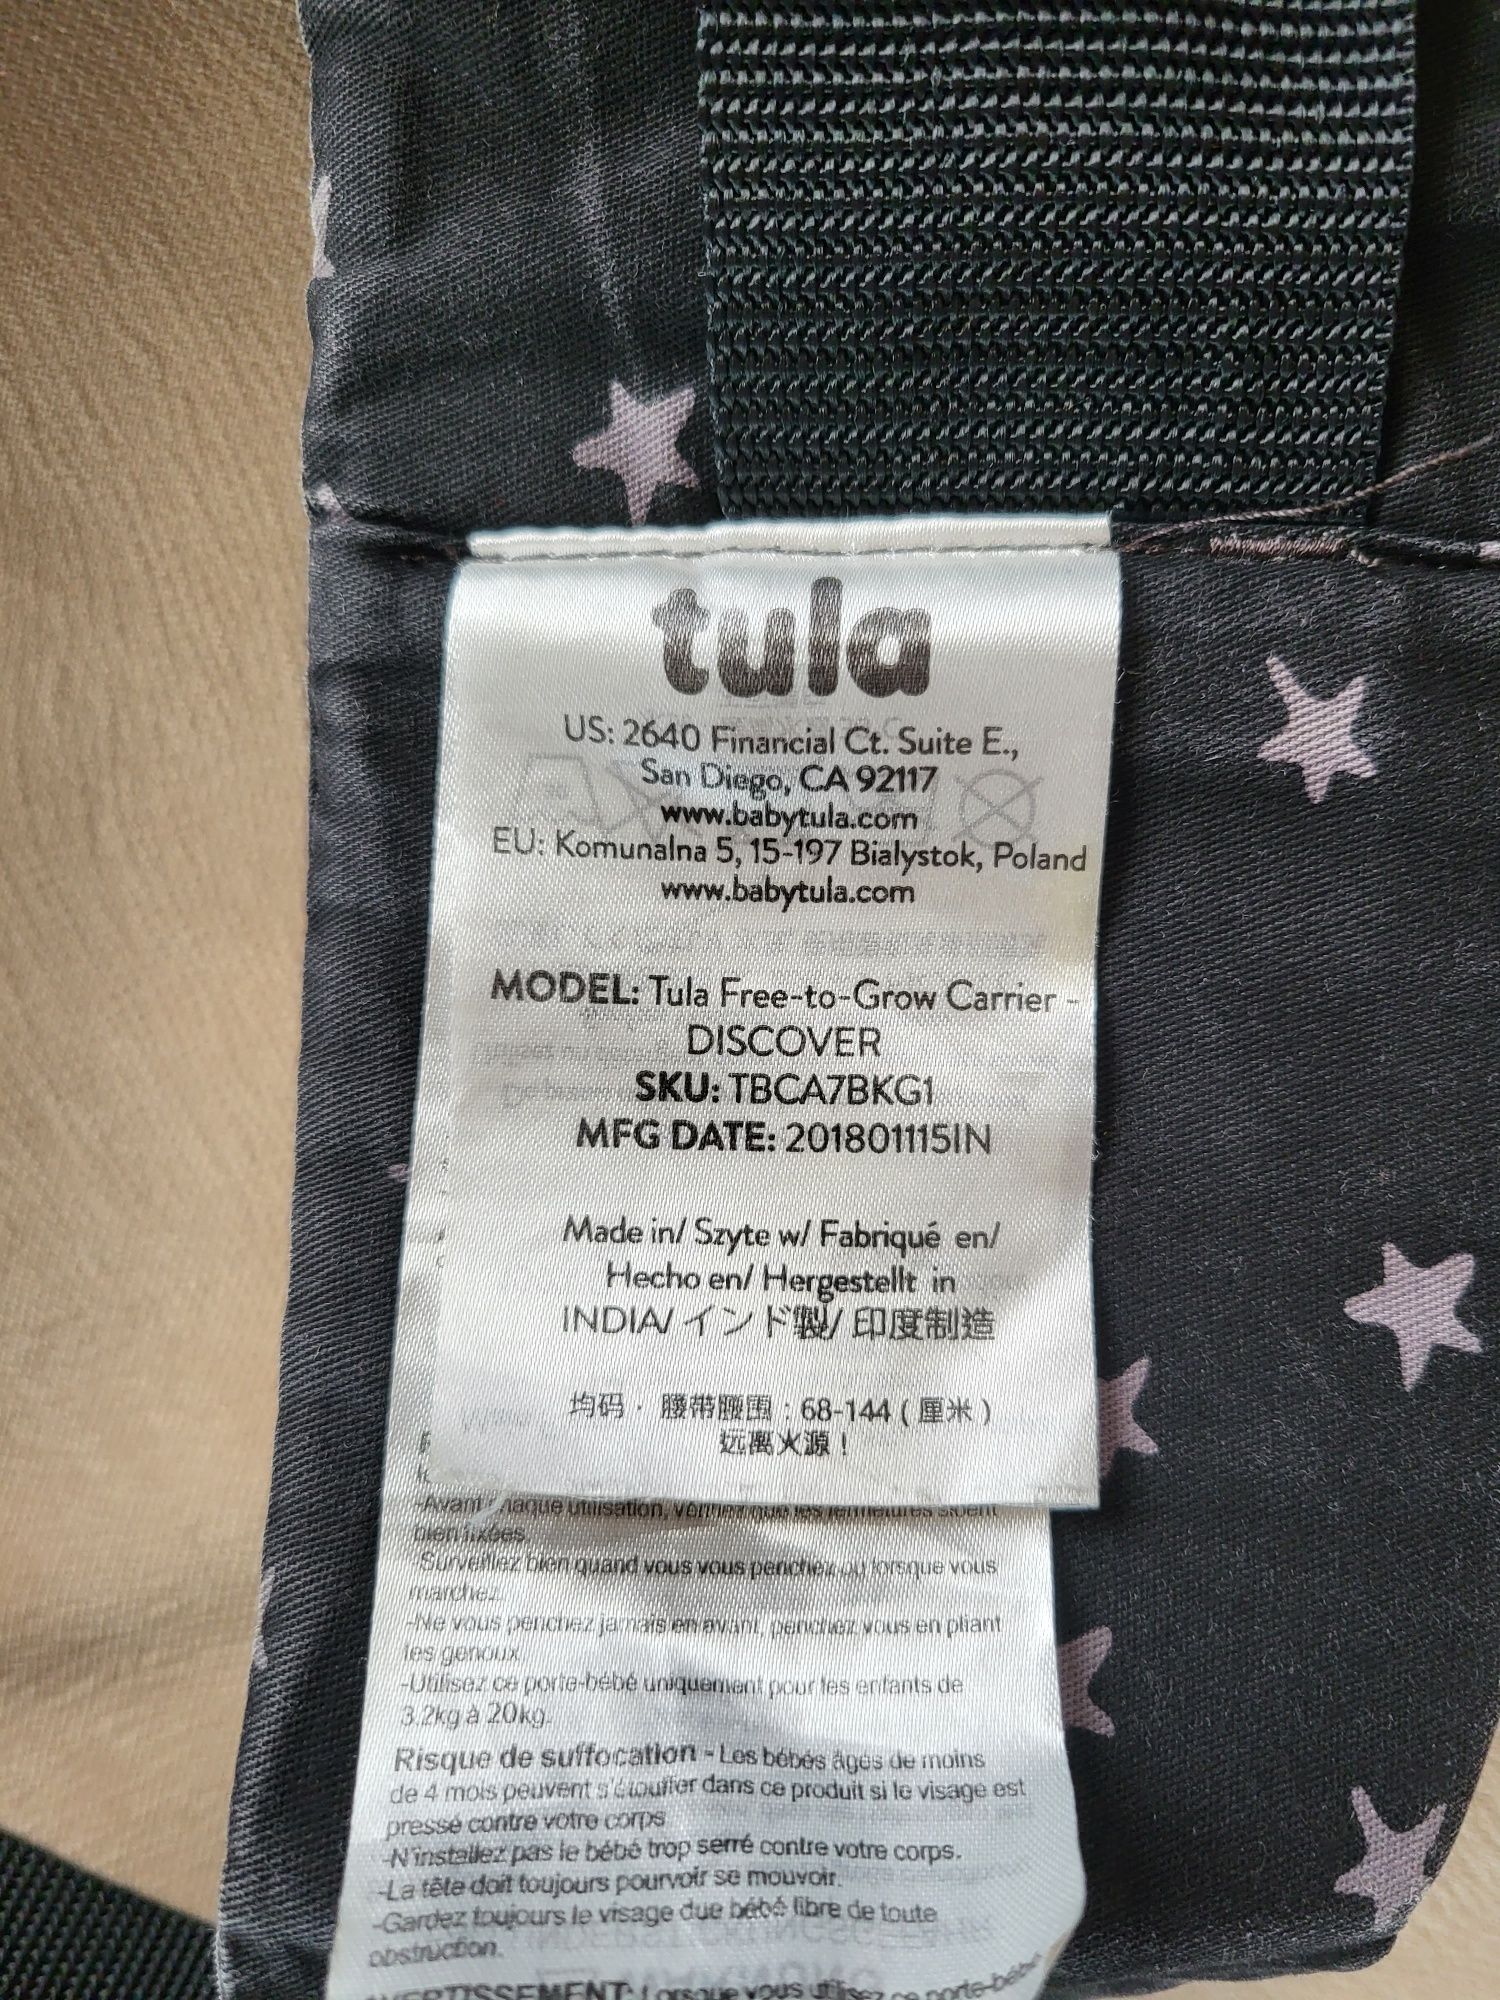 tula
US: 2640 Financial Ct. Suite E.,
San Diego, CA 92117
www.babytula.com
EU: Komunalna 5, 15-197 Bialystok, Poland
www.babytula.com
MODEL: Tula Free-to-Grow Carrier -
DISCOVER
SKU: TBCA7BKG1
MFG DATE: 201801115IN
Made in/ Szyte w/ Fabriqué en/
Hecho en/ Hergestellt in
INDIA/ インド製/ 印度制造
均码 · 腰带腰围 : 68-144 ( 厘米 )
远离火源 !
-Avant chaque utilisation, vérifiez que les fermetures soient
bien fixées.
-Surveillez bien quand vous vous penchez ou lorsque vous
marchez.
-Ne vous penchez jamais en avant, penchez vous en pliant
les genoux
-Utilisez ce porte-bébé uniquement pour les enfants de
3.2kg à 20kg.
Risque de suffocation - Les bébés âgés de moins
de 4 mois peuvent s'étouffer dans ce produit si le visage est
pressé contre votre corps
-N'installez pas le bébé trop serré contre votre corps.
-La tête doit toujours pourvoir se mouvoir.
-Gardez toujours le visage due bébé libre de toute
obstruction.
AVERTISSEMENT: Lorsque vous utilisez ce porte-bébé